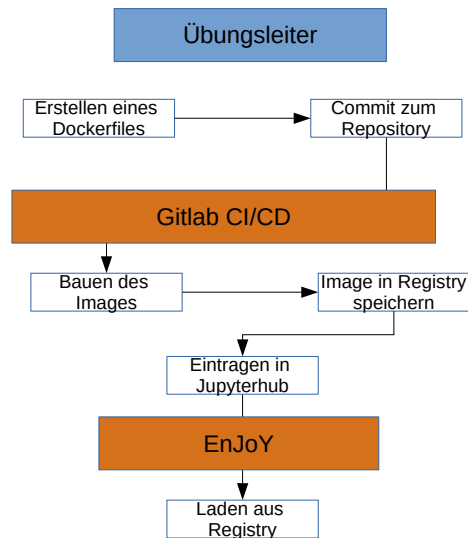 Übungsleiter
Erstellen eines
Dockerfiles
Commit zum
Repository
Gitlab CI/CD
Bauen des
Images
Image in Registry
speichern
Eintragen in
Jupyterhub
EnJoY
Laden aus
Registry